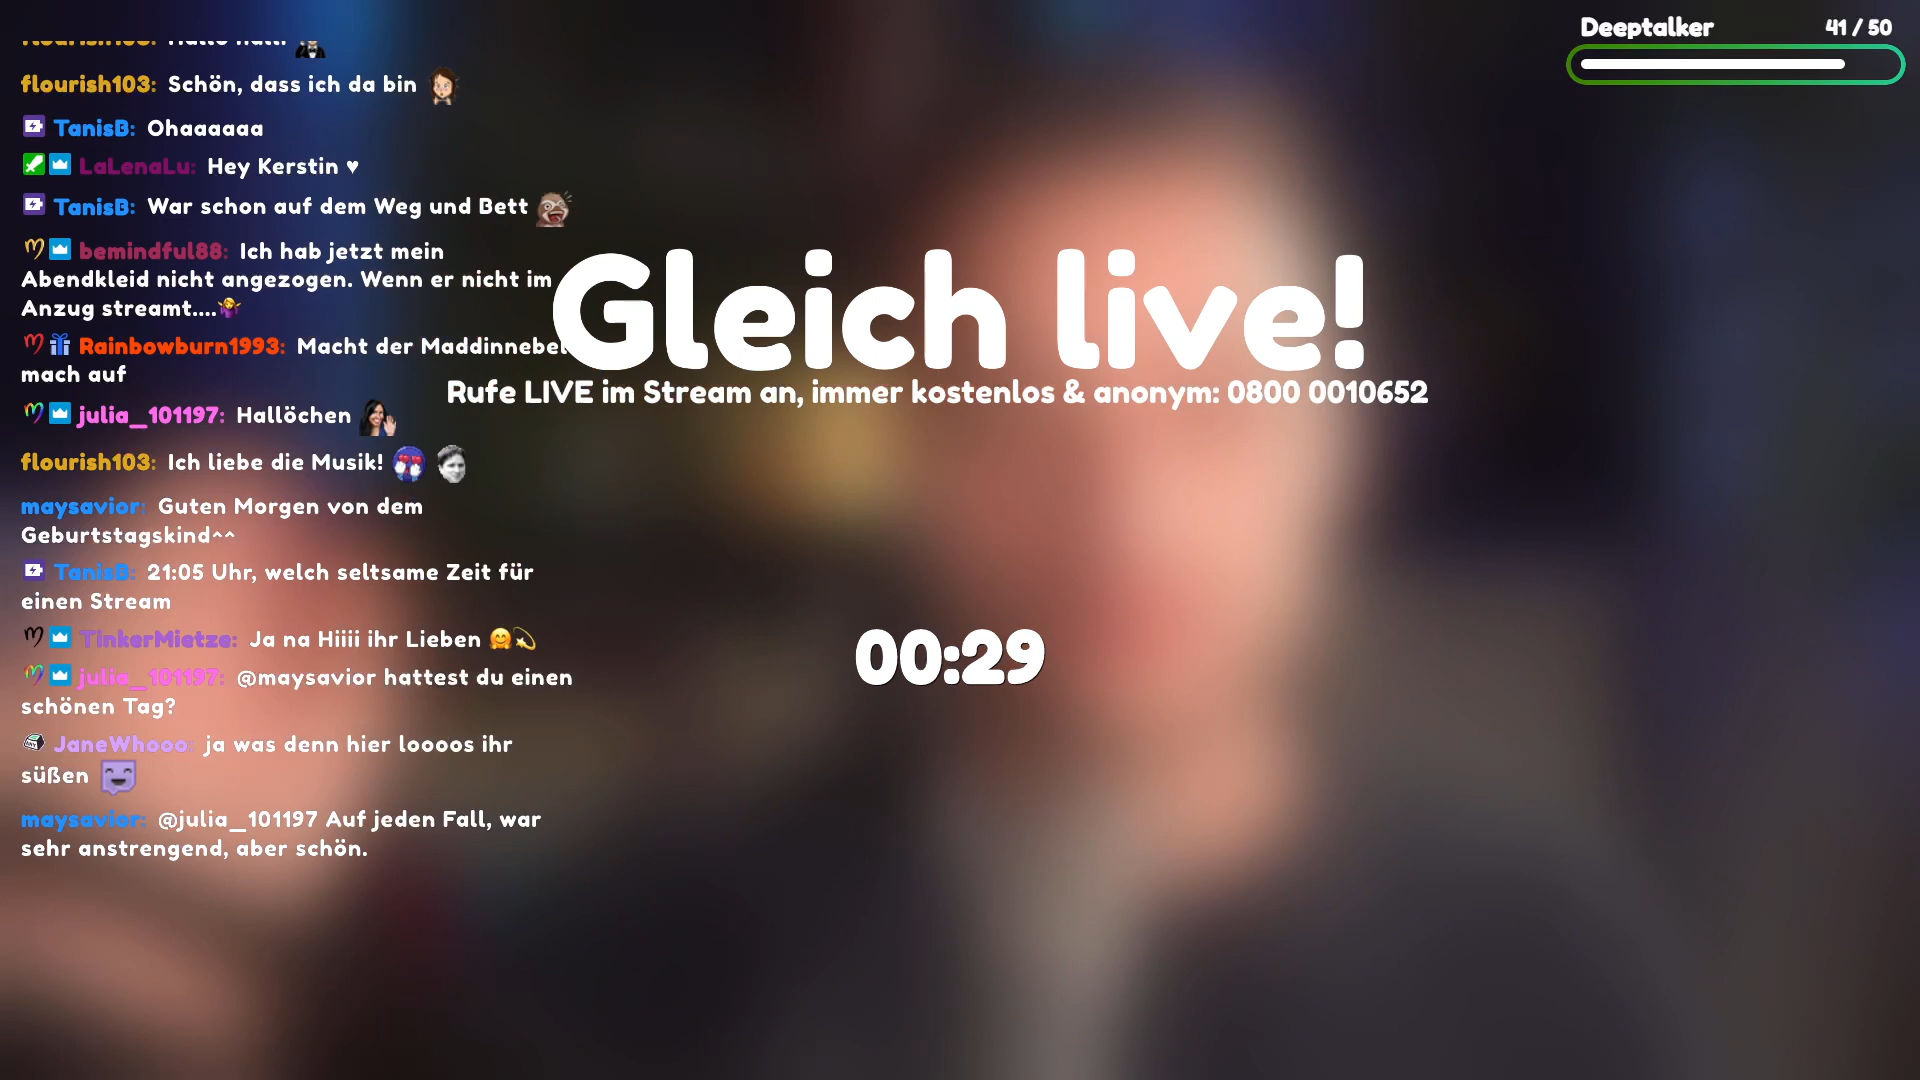 flourish103: Schön, dass ich da bin
TanisB: Ohaaaaaa
LaLenaLu: Hey Kerstin ♥
TanisB: War schon auf dem Weg und Bett
bemindful88: Ich hab jetzt mein
Abendkleid nicht angezogen. Wenn er nicht im
Anzug streamt....
Rainbowburn1993: Macht der Maddinnebel
mach auf
julia_101197: Hallöchen
flourish103: Ich liebe die Musik!
maysavior: Guten Morgen von dem
Geburtstagskind^^
TanisB: 21:05 Uhr, welch seltsame Zeit für
einen Stream
TinkerMietze: Ja na Hiiii ihr Lieben
julia_101197: @maysavior hattest du einen
schönen Tag?
JaneWhooo: ja was denn hier loooos ihr
süßen
maysavior: @julia_101197 Auf jeden Fall, war
sehr anstrengend, aber schön.
Gleich live!
Rufe LIVE im Stream an, immer kostenlos & anonym: 0800 0010652
00:29
Deeptalker 41 / 50